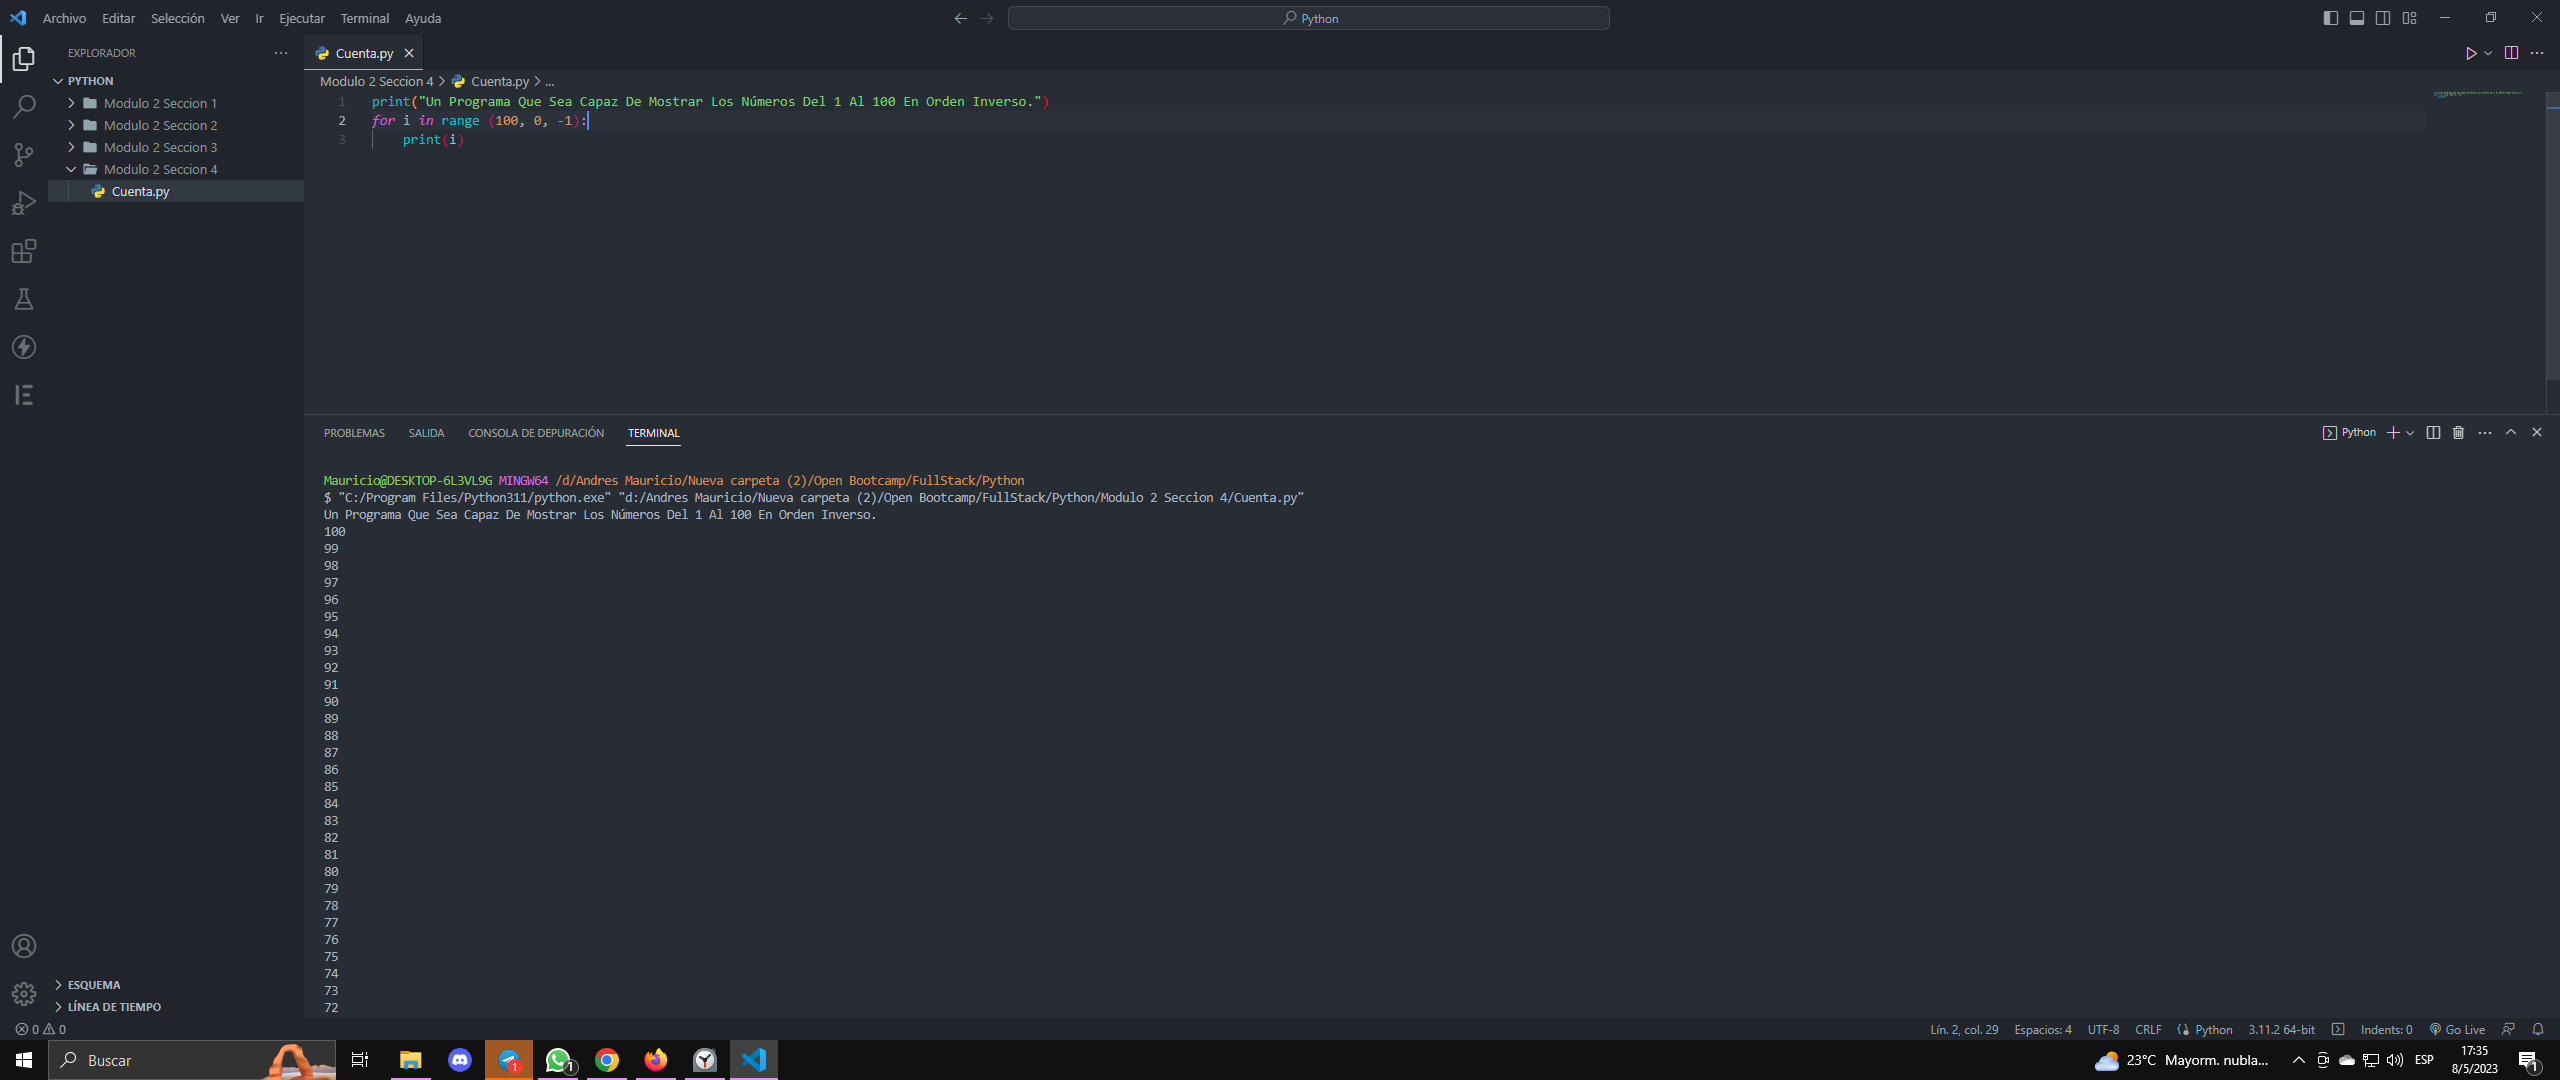 Archivo Editar Selección Ver Ir Ejecutar Terminal Ayuda
Python
EXPLORADOR
PYTHON
Modulo 2 Seccion 1
Modulo 2 Seccion 2
Modulo 2 Seccion 3
Modulo 2 Seccion 4
Cuenta.py
ESQUEMA
LÍNEA DE TIEMPO
Cuenta.py
Modulo 2 Seccion 4 > Cuenta.py > ...
1 print("Un Programa Que Sea Capaz De Mostrar Los Números Del 1 Al 100 En Orden Inverso.")
2 for i in range (100, 0, -1):
3 print(i)
PROBLEMAS SALIDA CONSOLA DE DEPURACIÓN TERMINAL
Python
Mauricio@DESKTOP-6L3VL9G MINGW64 /d/Andres Mauricio/Nueva carpeta (2)/Open Bootcamp/FullStack/Python
$ "C:/Program Files/Python311/python.exe" "d:/Andres Mauricio/Nueva carpeta (2)/Open Bootcamp/FullStack/Python/Modulo 2 Seccion 4/Cuenta.py"
Un Programa Que Sea Capaz De Mostrar Los Números Del 1 Al 100 En Orden Inverso.
100
99
98
97
96
95
94
93
92
91
90
89
88
87
86
85
84
83
82
81
80
79
78
77
76
75
74
73
72
0 0
Lín. 2, col. 29 Espacios: 4 UTF-8 CRLF Python 3.11.2 64-bit Indents: 0 Go Live
Buscar
1
1
23°C Mayorm. nubla...
ESP
17:35
8/5/2023
1